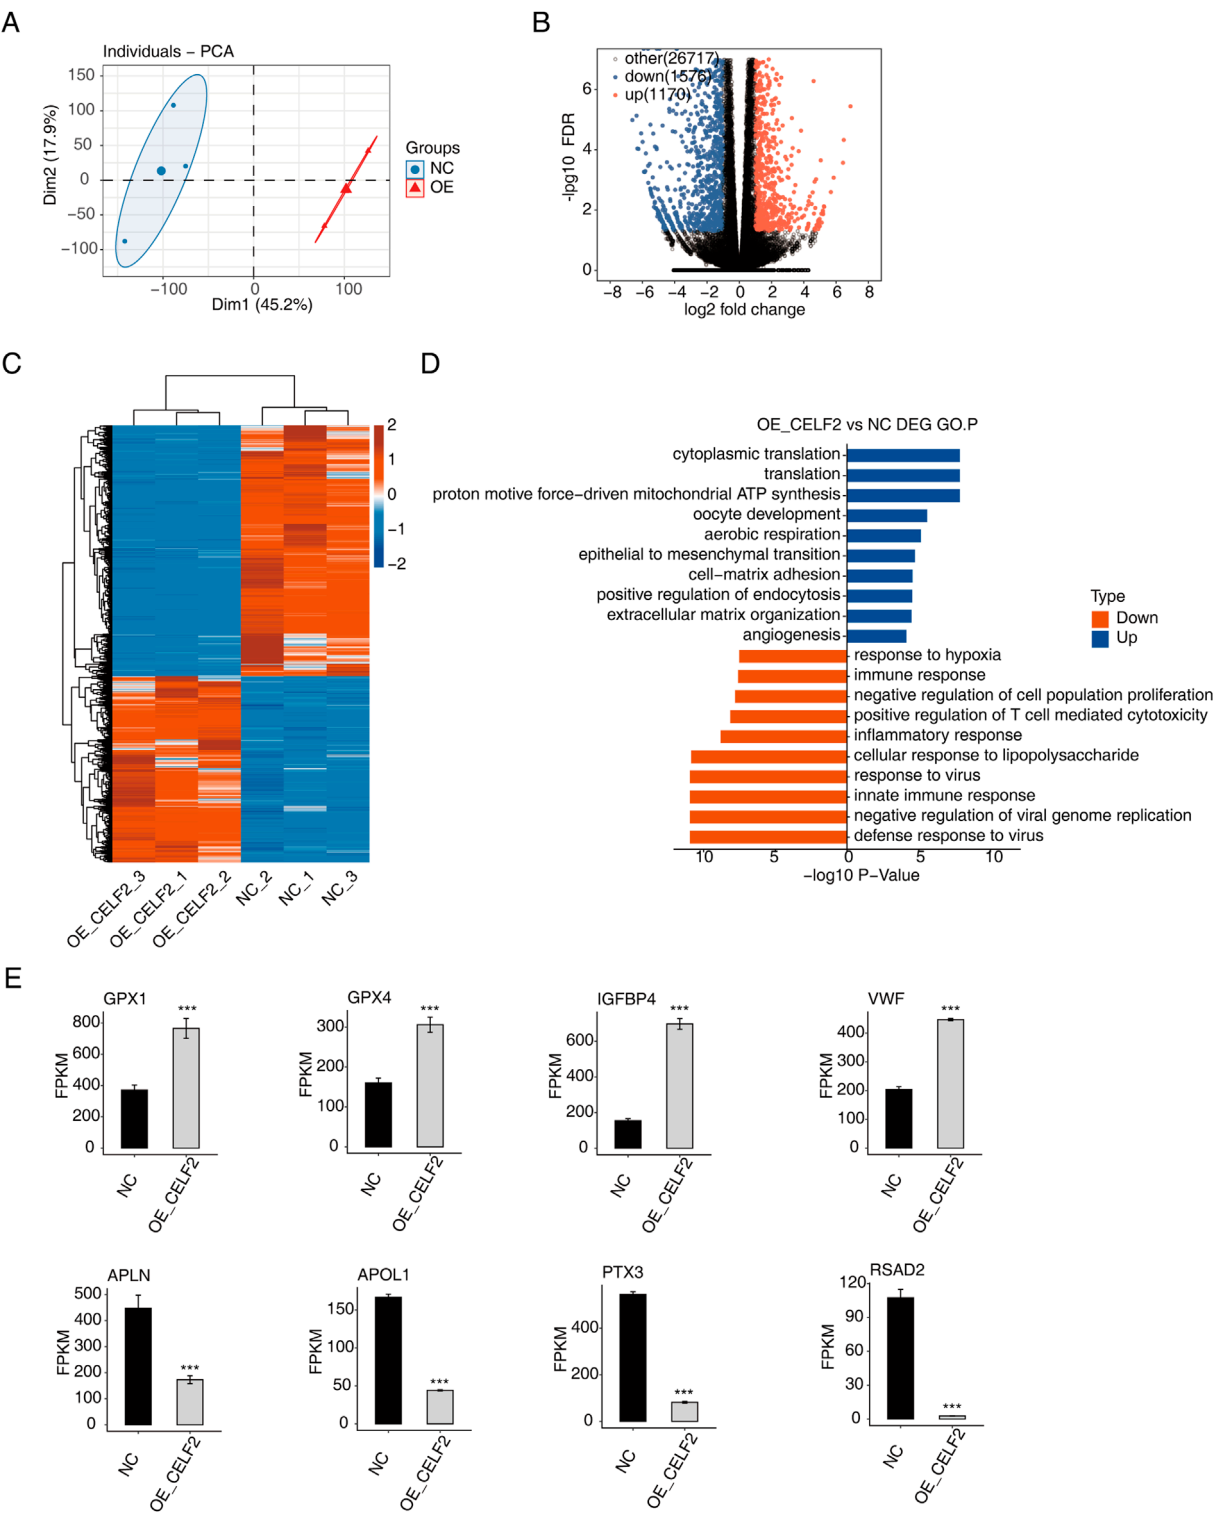 A
Individuals − PCA
Dim2 (17.9%)
150
100
50
0
−50
−100
−100
0
100
Dim1 (45.2%)
Groups
NC
OE
B
other(26717)
down(1576)
up(1170)
-lpg10 FDR
6
4
2
0
−8
−6
−4
−2
0
2
4
6
8
log2 fold change
C
2
1
0
−1
−2
OE_CELF2_3
OE_CELF2_1
OE_CELF2_2
NC_2
NC_1
NC_3
D
OE_CELF2 vs NC DEG GO.P
cytoplasmic translation
translation
proton motive force−driven mitochondrial ATP synthesis
oocyte development
aerobic respiration
epithelial to mesenchymal transition
cell−matrix adhesion
positive regulation of endocytosis
extracellular matrix organization
angiogenesis
response to hypoxia
immune response
negative regulation of cell population proliferation
positive regulation of T cell mediated cytotoxicity
inflammatory response
cellular response to lipopolysaccharide
response to virus
innate immune response
negative regulation of viral genome replication
defense response to virus
10
5
0
5
10
−log10 P−Value
Type
Down
Up
E
GPX1
***
FPKM
800
600
400
200
0
NC
OE_CELF2
GPX4
***
FPKM
300
200
100
0
NC
OE_CELF2
IGFBP4
***
FPKM
600
400
200
0
NC
OE_CELF2
VWF
***
FPKM
400
300
200
100
0
NC
OE_CELF2
APLN
***
FPKM
500
400
300
200
100
0
NC
OE_CELF2
APOL1
***
FPKM
150
100
50
0
NC
OE_CELF2
PTX3
***
FPKM
400
200
0
NC
OE_CELF2
RSAD2
***
FPKM
120
90
60
30
0
NC
OE_CELF2